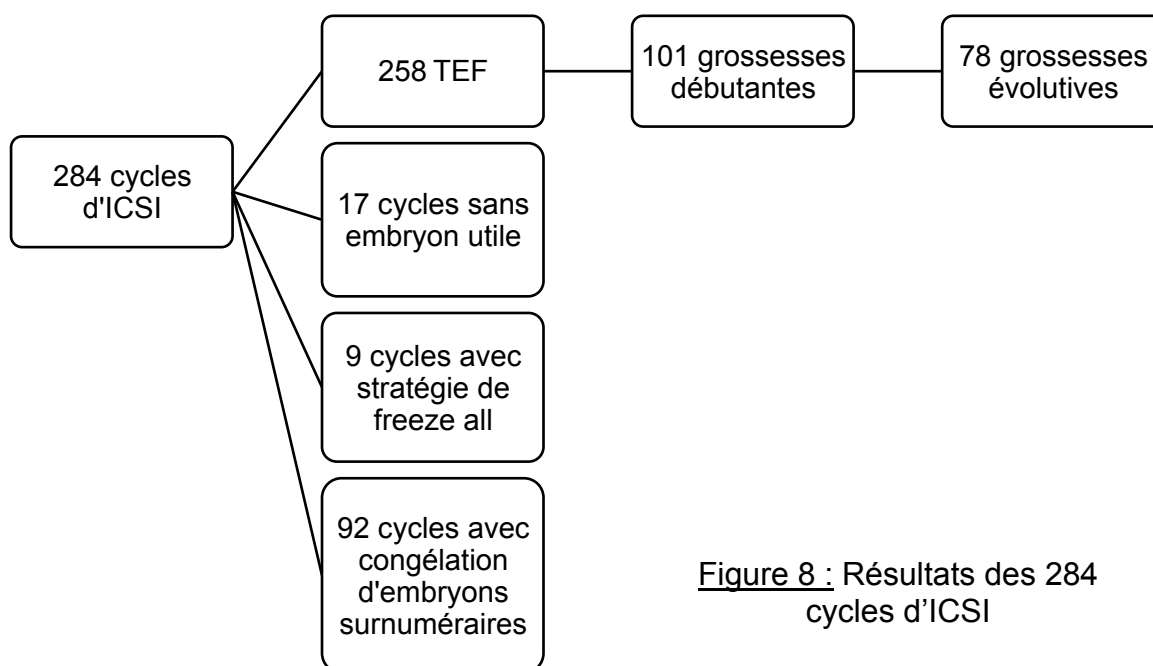 284 cycles
d'ICSI
258 TEF
101 grossesses
débutantes
78 grossesses
évolutives
17 cycles sans
embryon utile
9 cycles avec
stratégie de
freeze all
92 cycles avec
congélation
d'embryons
surnuméraires
Figure 8 : Résultats des 284
cycles d’ICSI